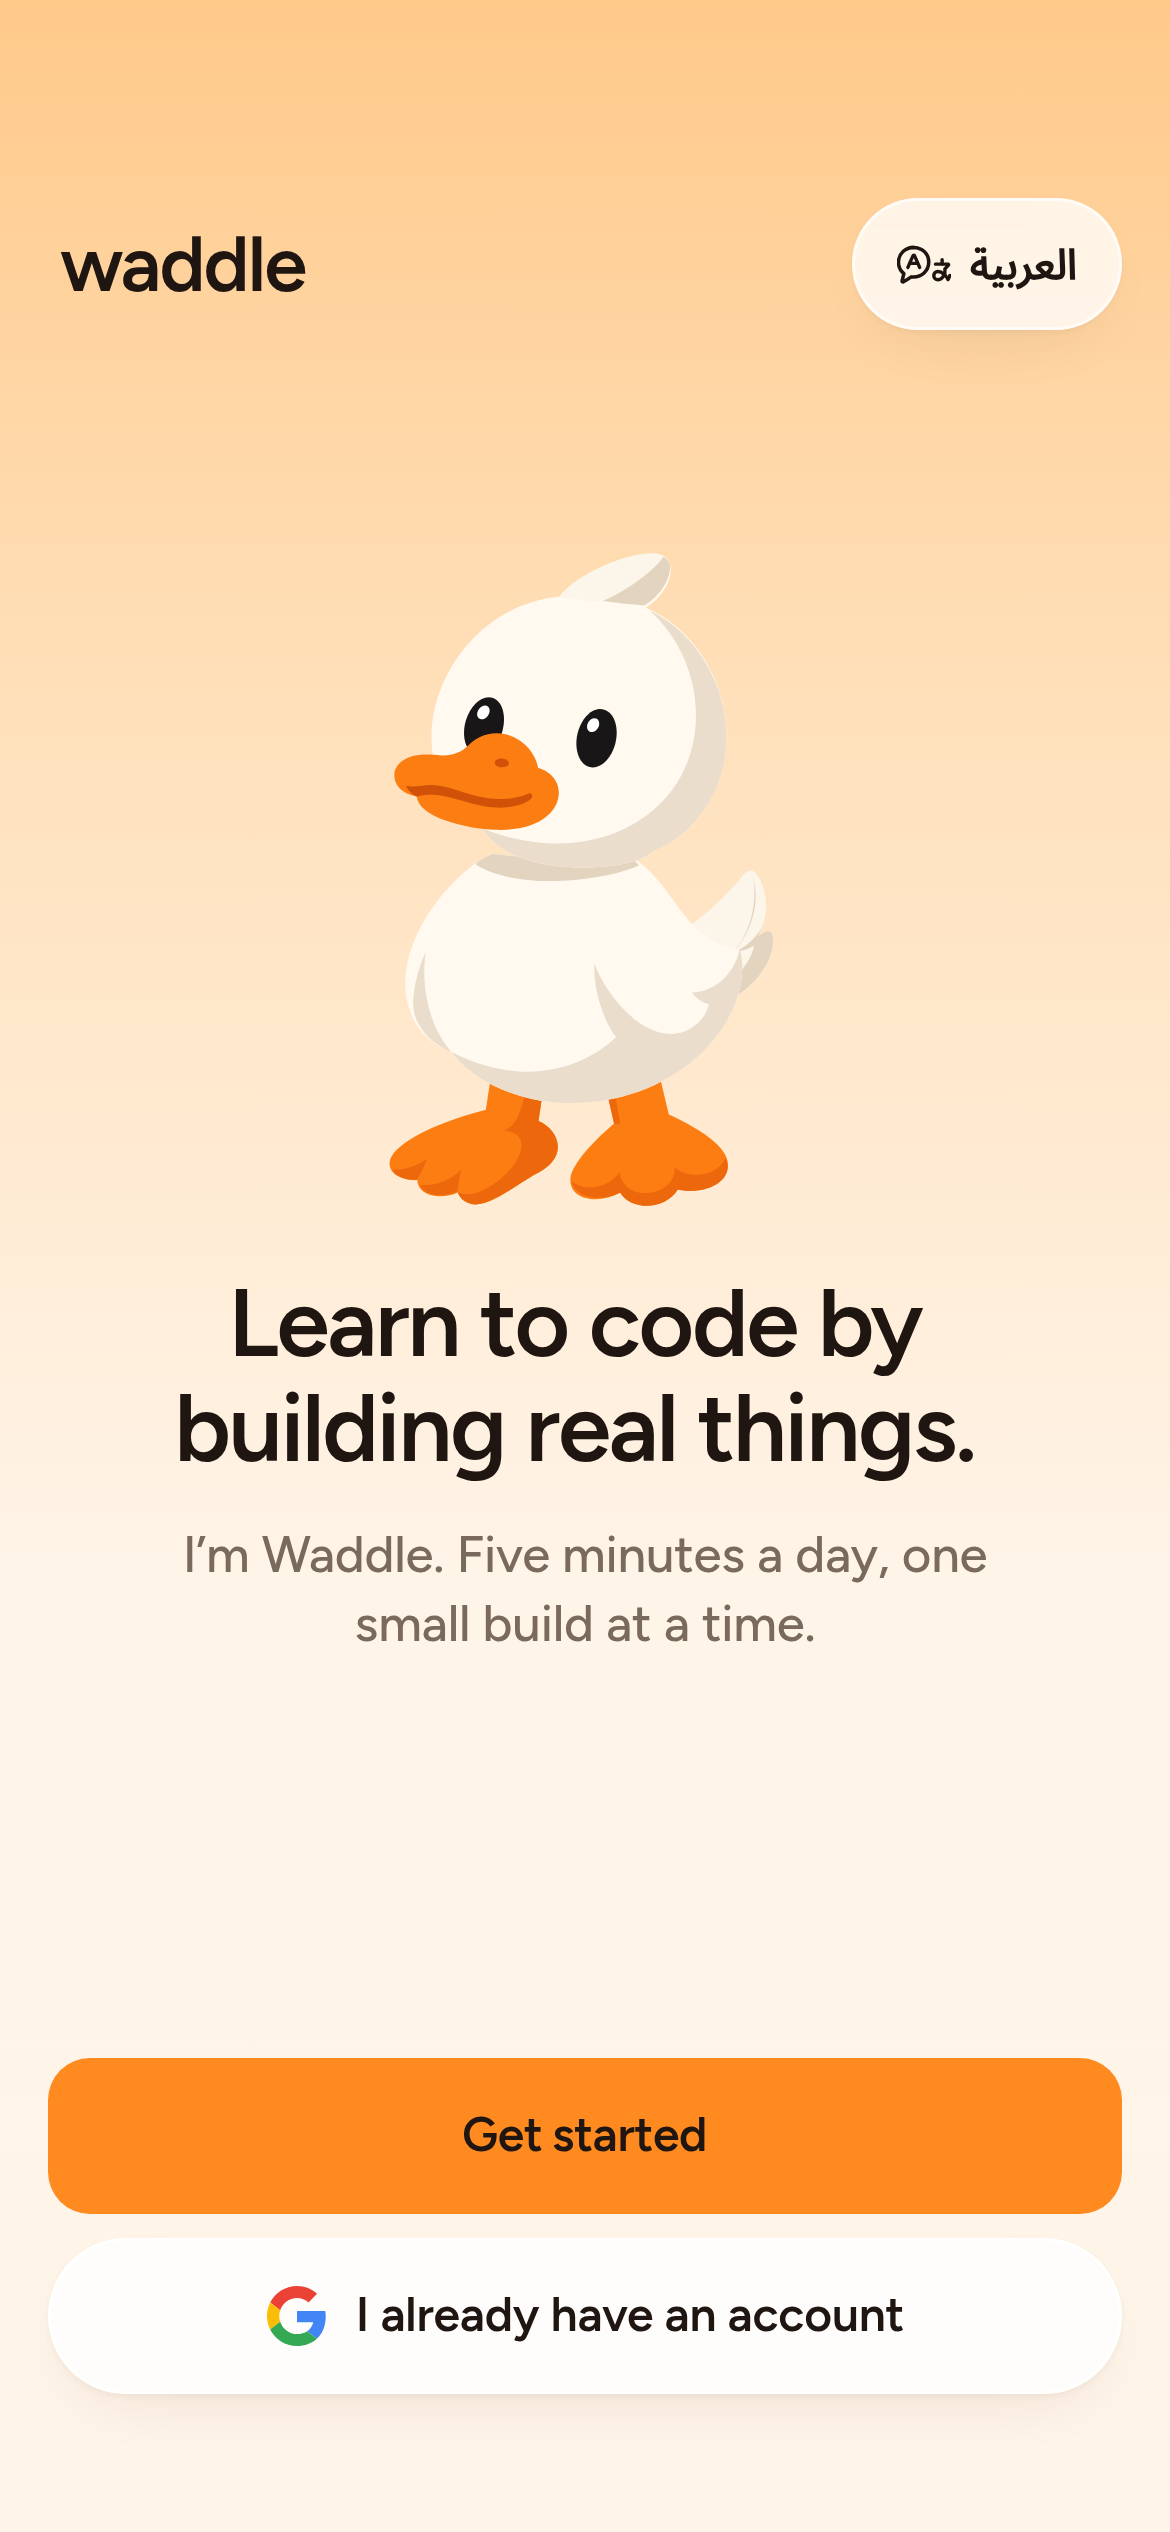 waddle
العربية
Learn to code by
building real things.
I’m Waddle. Five minutes a day, one
small build at a time.
Get started
I already have an account